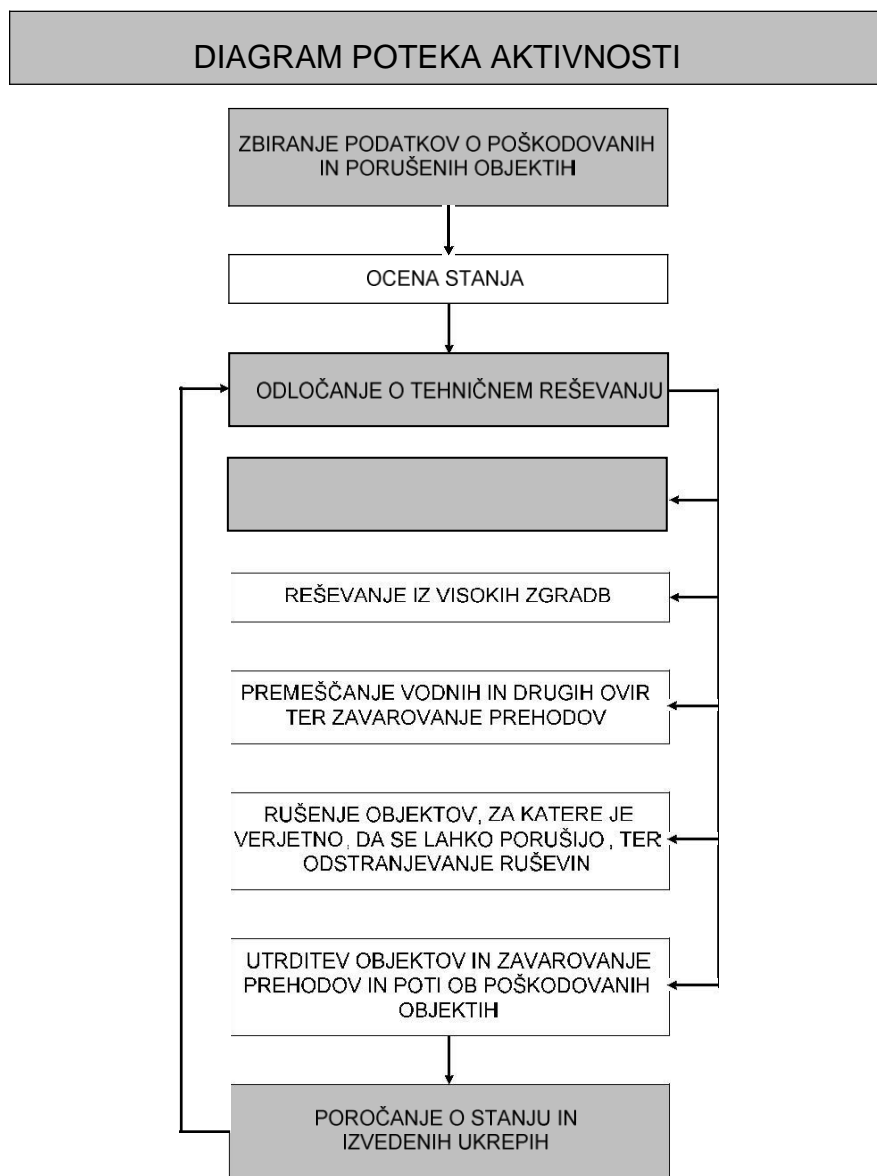 DIAGRAM POTEKA AKTIVNOSTI
ZBIRANJE PODATKOV O POŠKODOVANIH
IN PORUŠENIH OBJEKTIH
OCENA STANJA
ODLOČANJE O TEHNIČNEM REŠEVANJU
REŠEVANJE IZ VISOKIH ZGRADB
PREMEŠČANJE VODNIH IN DRUGIH OVIR
TER ZAVAROVANJE PREHODOV
RUŠENJE OBJEKTOV, ZA KATERE JE
VERJETNO, DA SE LAHKO PORUŠIJO , TER
ODSTRANJEVANJE RUŠEVIN
UTRDITEV OBJEKTOV IN ZAVAROVANJE
PREHODOV IN POTI OB POŠKODOVANIH
OBJEKTIH
POROČANJE O STANJU IN
IZVEDENIH UKREPIH